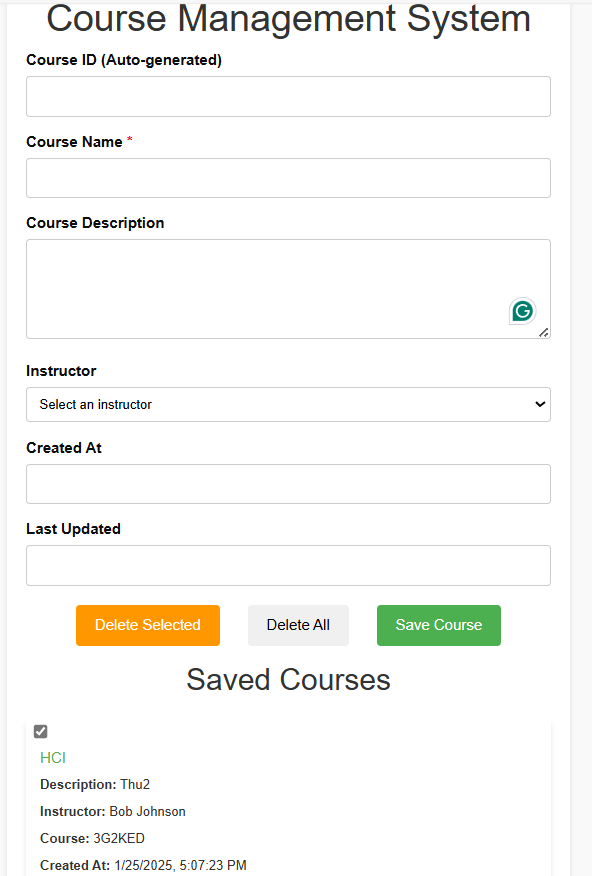 Course Management System
Course ID (Auto-generated)
Course Name *
Course Description
G
Instructor
Select an instructor
Created At
Last Updated
Delete Selected Delete All Save Course
Saved Courses
HCI
Description: Thu2
Instructor: Bob Johnson
Course: 3G2KED
Created At: 1/25/2025, 5:07:23 PM